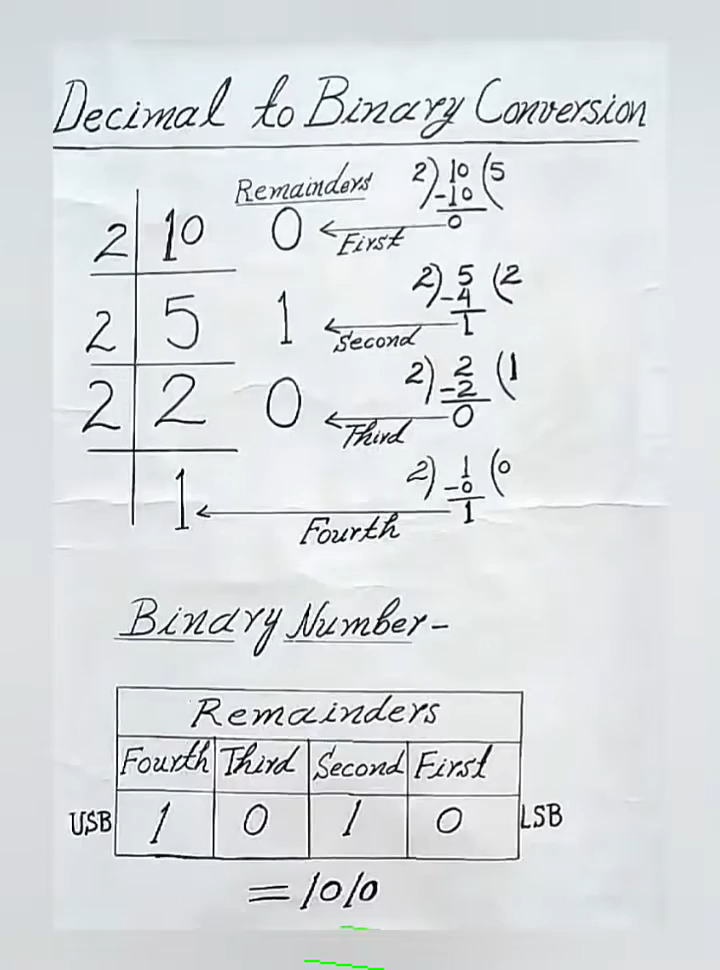 Decimal to Binary Conversion
Remainders
2) 10 (5
-10
0
2 10 0 First
2) 5 (2
-4
1
2 5 1 Second
2) 2 (1
-2
0
2 2 0 Third
2) 1 (0
-0
1
1 Fourth
Binary Number-
Remainders
Fourth Third Second First
USB 1 0 1 0 LSB
=1010